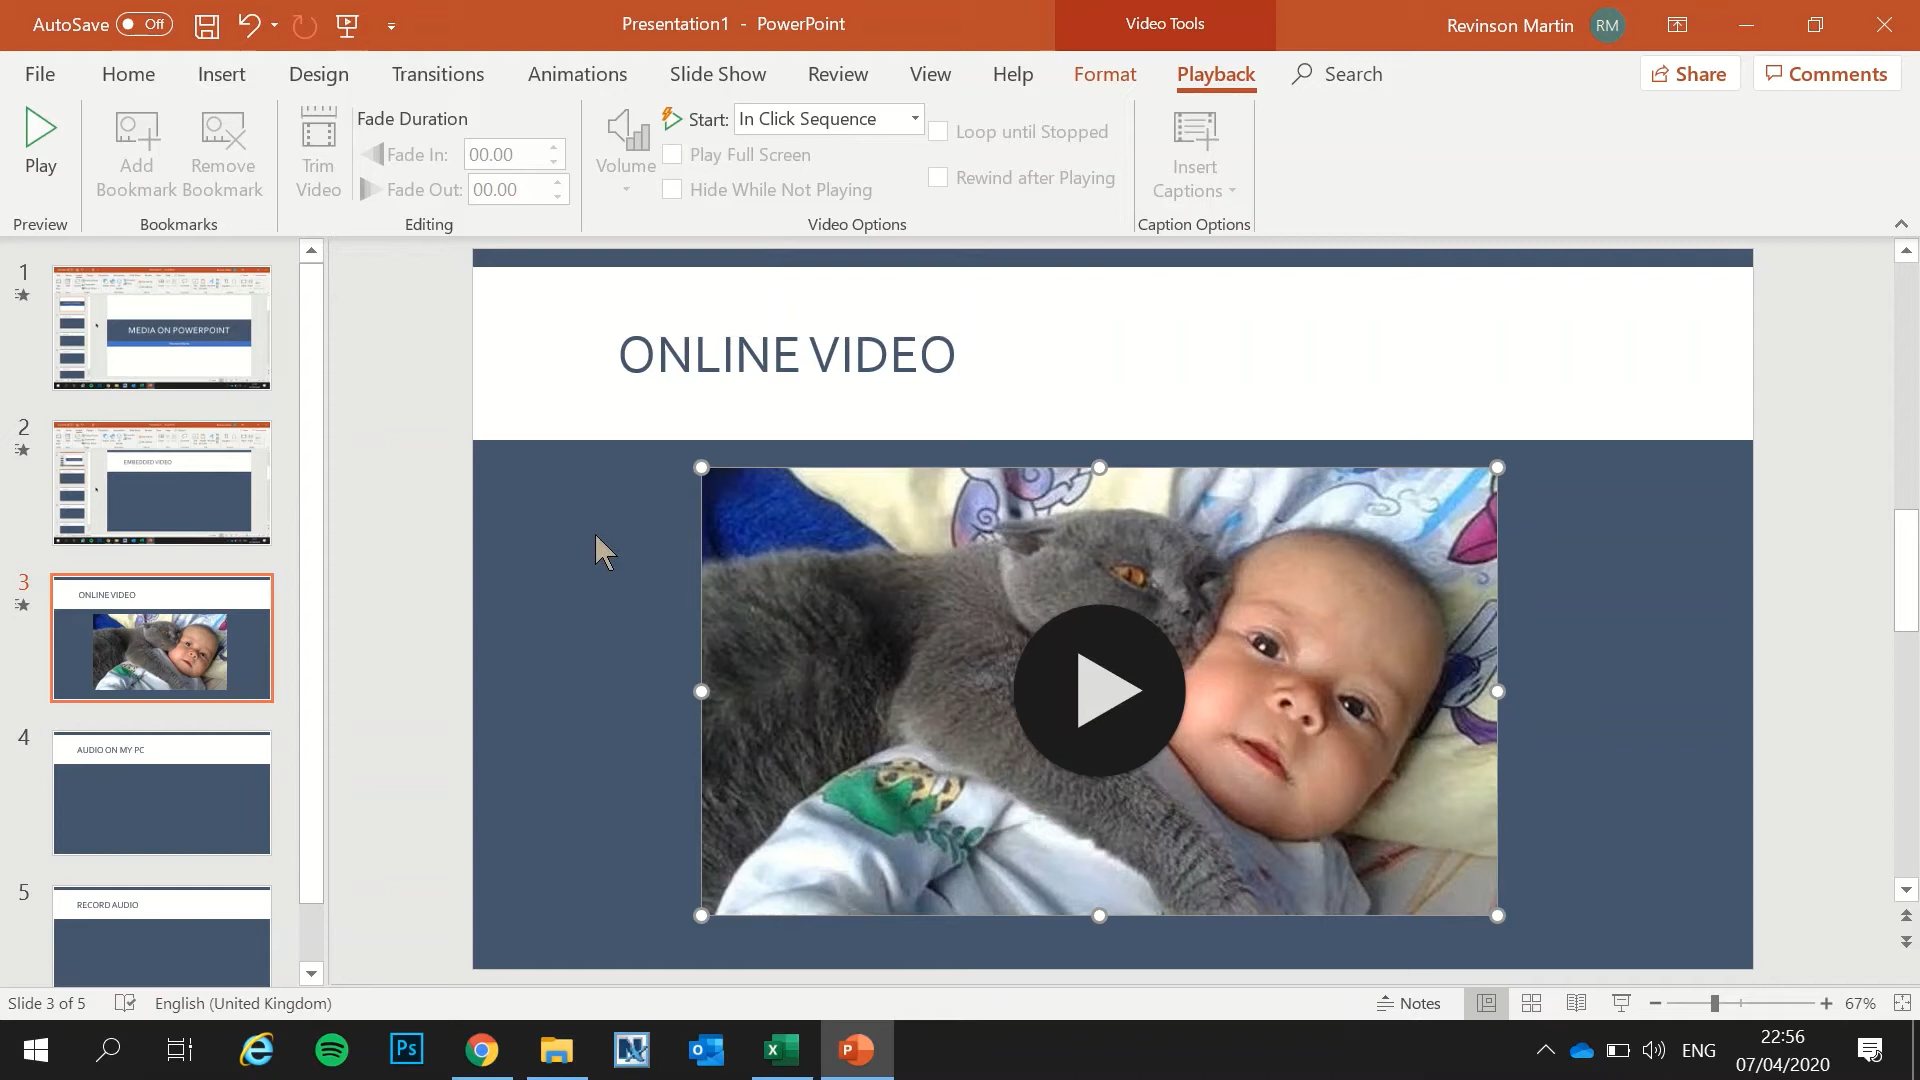 AutoSave Off
Presentation1 - PowerPoint
Video Tools
Revinson Martin RM
File Home Insert Design Transitions Animations Slide Show Review View Help Format Playback Search
Share Comments
Play
Preview
Add Bookmark
Remove Bookmark
Bookmarks
Trim Video
Fade Duration
Fade In: 00.00
Fade Out: 00.00
Editing
Volume
Start: In Click Sequence
Play Full Screen
Hide While Not Playing
Loop until Stopped
Rewind after Playing
Video Options
Insert Captions
Caption Options
1
MEDIA ON POWERPOINT
2
EMBEDDED VIDEO
3
ONLINE VIDEO
4
AUDIO ON MY PC
5
RECORD AUDIO
ONLINE VIDEO
Slide 3 of 5
English (United Kingdom)
Notes
67%
Ps
ENG
22:56
07/04/2020